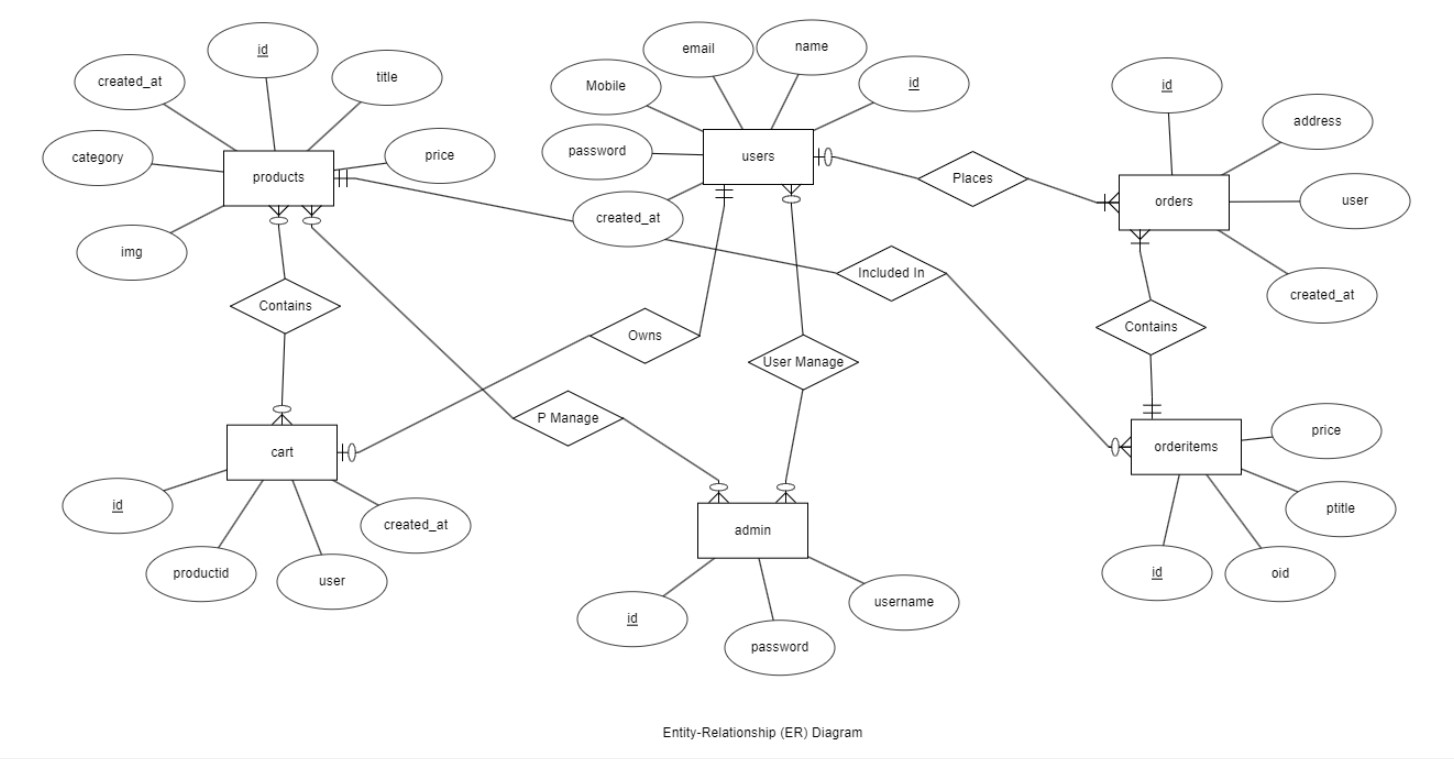 id
email
name
created_at
title
Mobile
id
id
address
category
price
password
users
products
Places
orders
user
created_at
img
Included In
created_at
Contains
Owns
User Manage
Contains
P Manage
cart
price
orderitems
id
created_at
ptitle
admin
productid
user
id
oid
id
username
password
Entity-Relationship (ER) Diagram